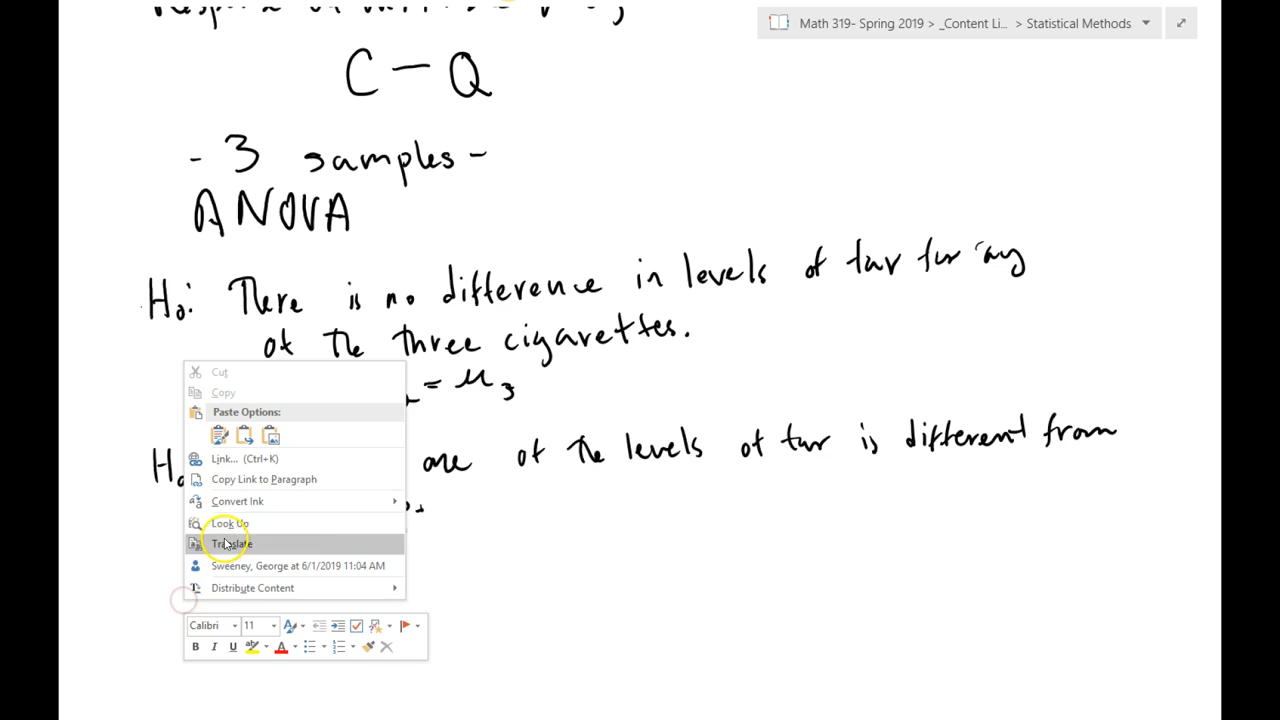 Math 319- Spring 2019 > _Content Li... > Statistical Methods
C - Q
- 3 samples -
ANOVA
H₀: There is no difference in levels of tar for any
of the three cigarettes.
= μ₃
one of the levels of tar is different from
Cut
Copy
Paste Options:
Link... (Ctrl+K)
Copy Link to Paragraph
Convert Ink
Look Up
Translate
Sweeney, George at 6/1/2019 11:04 AM
Distribute Content
Calibri 11
B I U